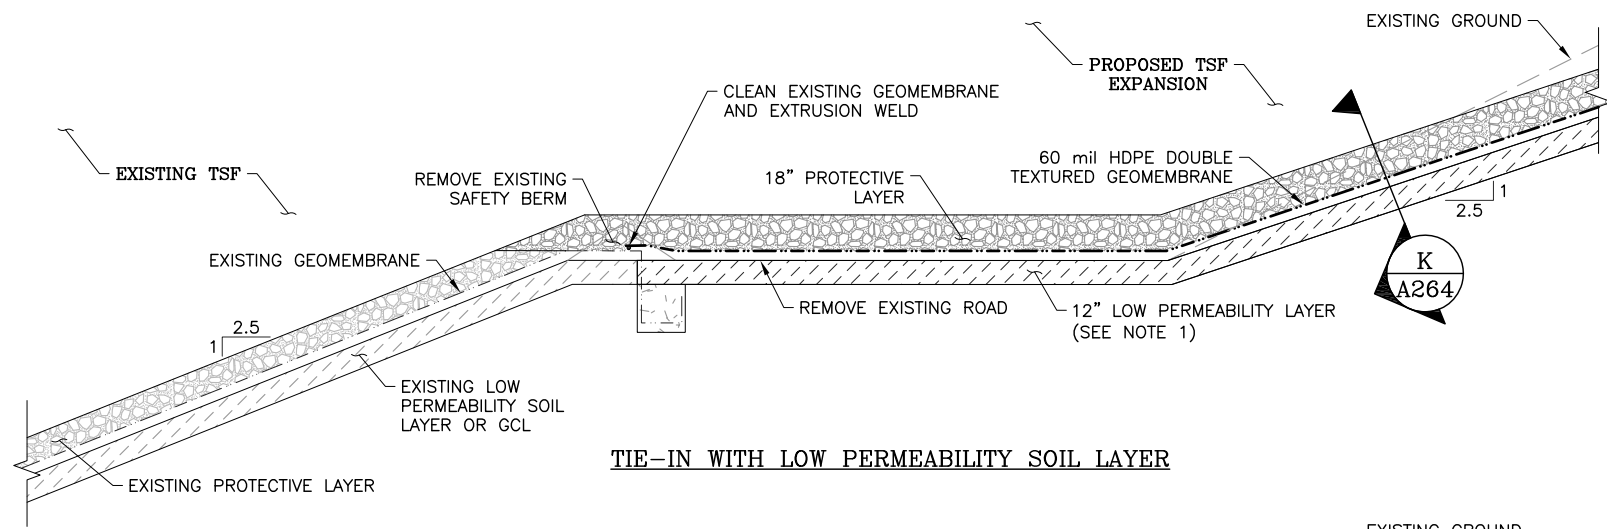 EXISTING GROUND
PROPOSED TSF
EXPANSION
CLEAN EXISTING GEOMEMBRANE
AND EXTRUSION WELD
EXISTING TSF
REMOVE EXISTING
SAFETY BERM
18" PROTECTIVE
LAYER
60 mil HDPE DOUBLE
TEXTURED GEOMEMBRANE
1
2.5
EXISTING GEOMEMBRANE
K
A264
REMOVE EXISTING ROAD
12" LOW PERMEABILITY LAYER
(SEE NOTE 1)
2.5
1
EXISTING LOW
PERMEABILITY SOIL
LAYER OR GCL
TIE-IN WITH LOW PERMEABILITY SOIL LAYER
EXISTING PROTECTIVE LAYER
EXISTING GROUND